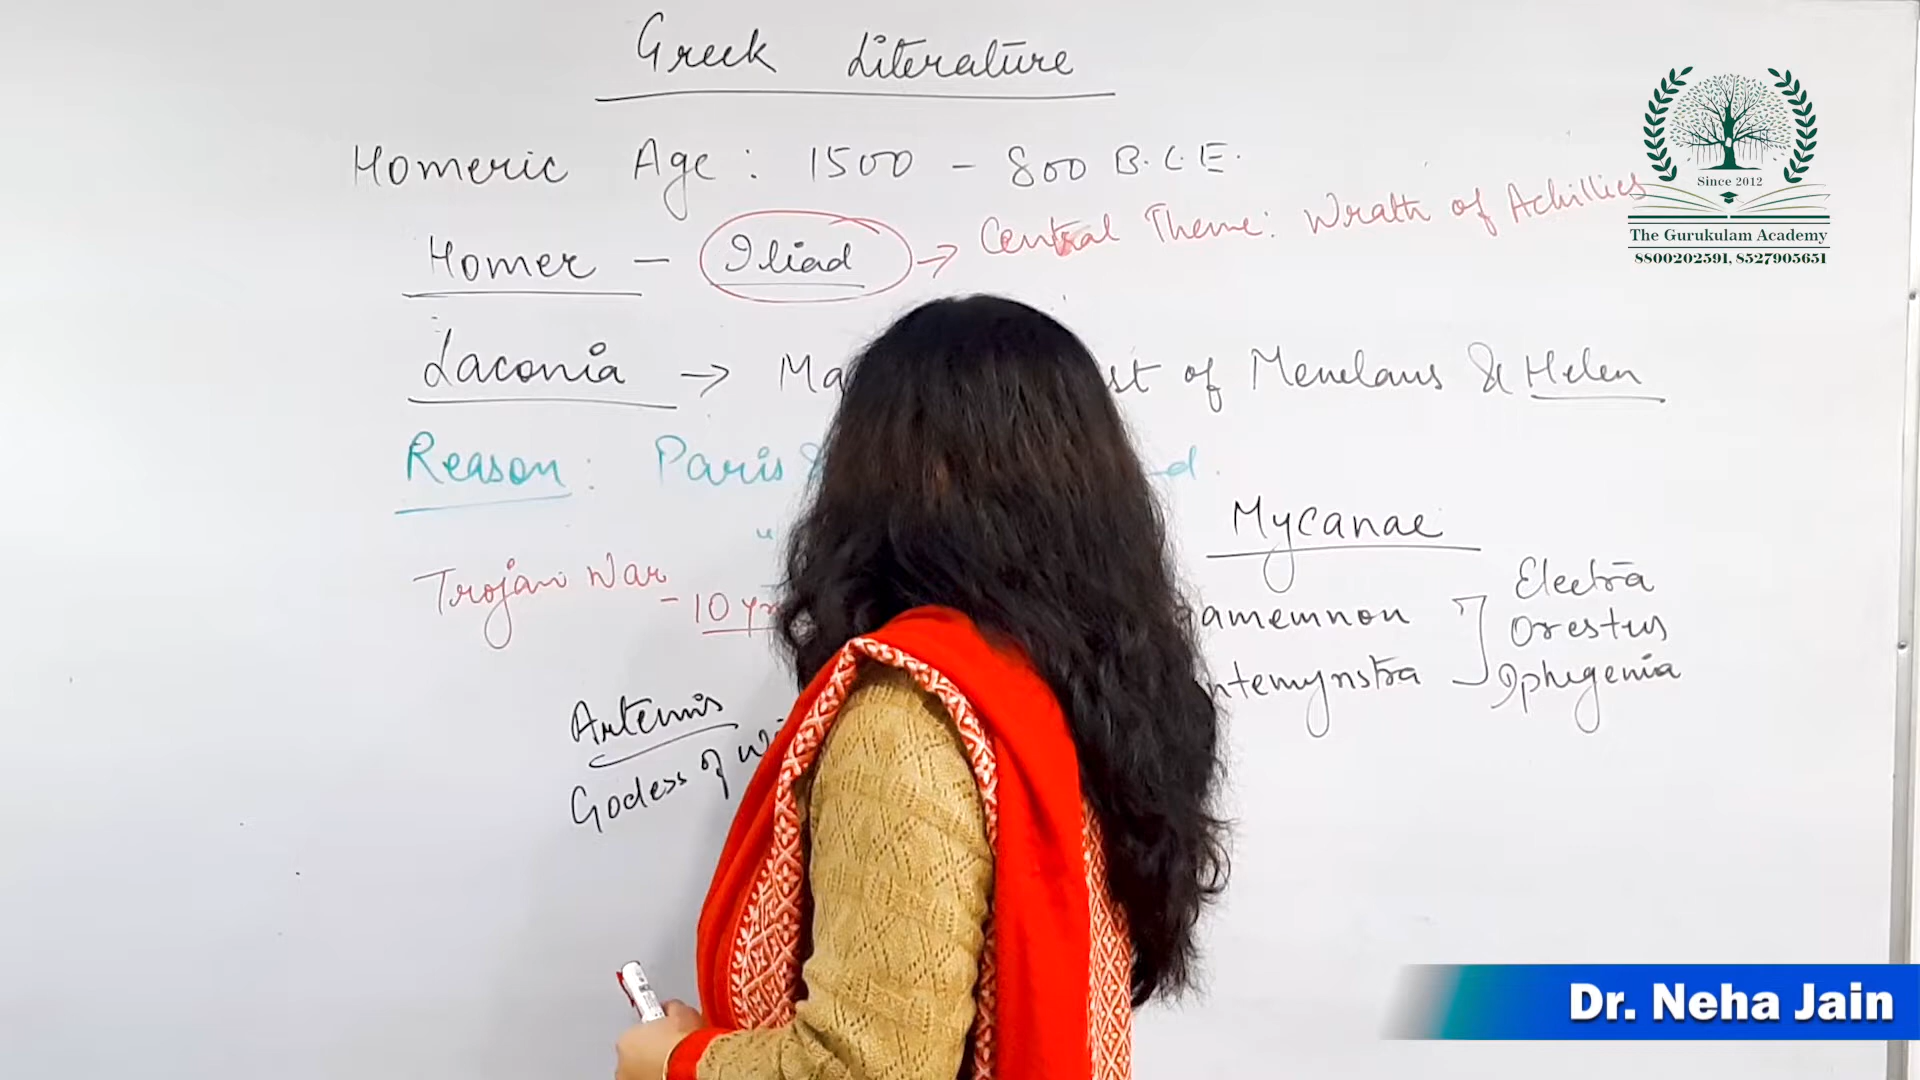 Greek Literature
Homeric Age : 1500 - 800 B.C.E.
Homer - Iliad → Central Theme: Wrath of Achillies
Laconia → Ma st of Menelaus & Helen
Reason : Paris & d.
Trojan War - 10 yr
Mycanae
gamemnon
ntemynstra
Electra
Orestus
Iphigenia
Artemis
Godess of wi
Since 2012
The Gurukulam Academy
8800202591, 8527905651
Dr. Neha Jain